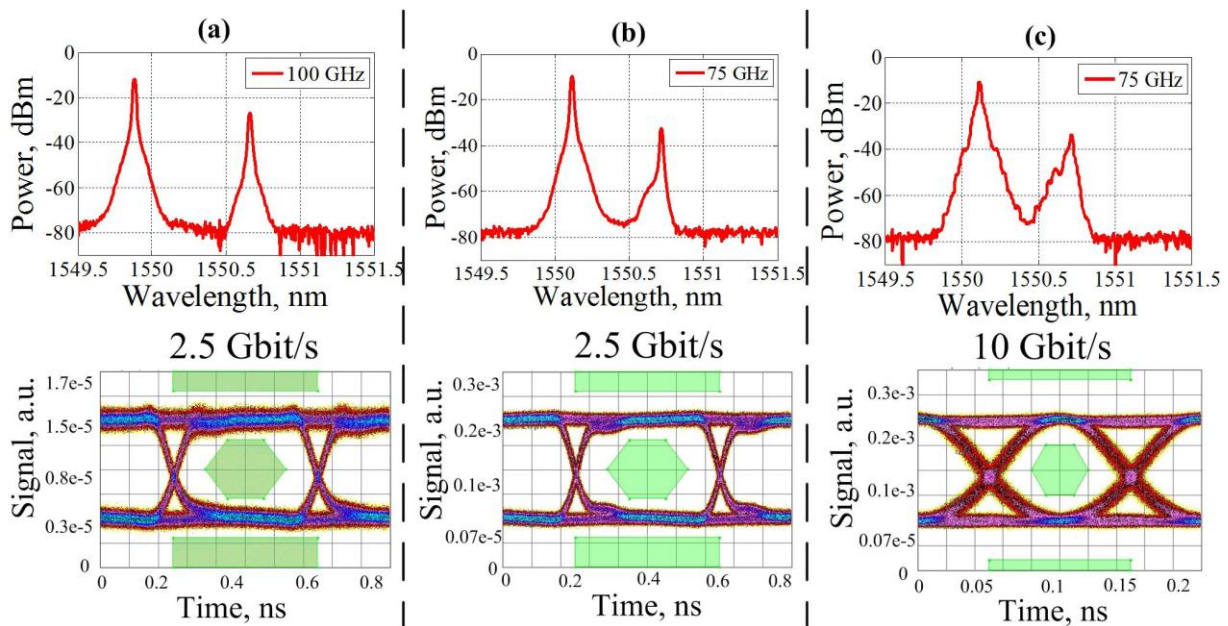 (a)
(b)
(c)
0
-20
-40
-60
-80
Power, dBm
100 GHz
1549.5 1550 1550.5 1551 1551.5
Wavelength, nm
0
-20
-40
-60
-80
Power, dBm
75 GHz
1549.5 1550 1550.5 1551 1551.5
Wavelength, nm
0
-20
-40
-60
-80
Power, dBm
75 GHz
1549.5 1550 1550.5 1551 1551.5
Wavelength, nm
2.5 Gbit/s
1.7e-5
1.5e-5
0.8e-5
0.3e-5
0
Signal, a.u.
0 0.2 0.4 0.6 0.8
Time, ns
2.5 Gbit/s
0.3e-3
0.2e-3
0.1e-3
0.07e-5
0
Signal, a.u.
0 0.2 0.4 0.6 0.8
Time, ns
10 Gbit/s
0.3e-3
0.2e-3
0.1e-3
0.07e-5
0
Signal, a.u.
0 0.05 0.1 0.15 0.2
Time, ns